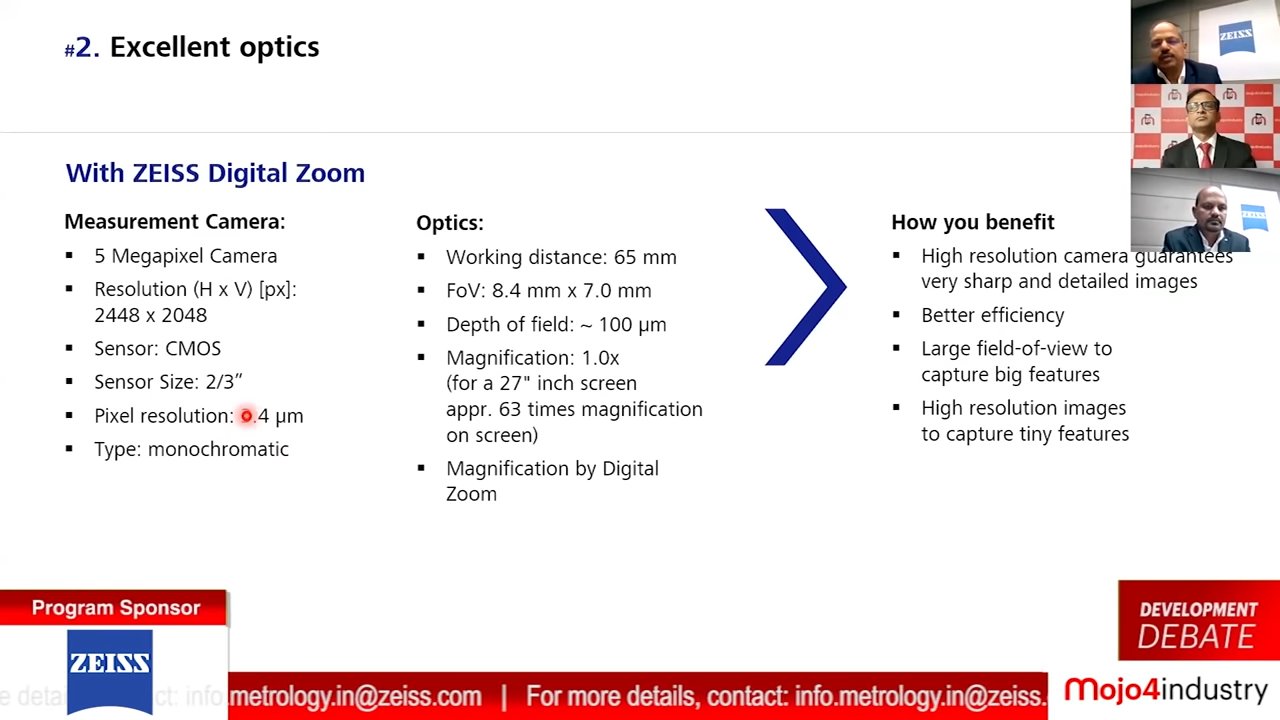 #2. Excellent optics
ZEISS
With ZEISS Digital Zoom
ZEISS
Measurement Camera:
▪ 5 Megapixel Camera
▪ Resolution (H x V) [px]:
2448 x 2048
▪ Sensor: CMOS
▪ Sensor Size: 2/3”
▪ Pixel resolution: .4 µm
▪ Type: monochromatic
Optics:
▪ Working distance: 65 mm
▪ FoV: 8.4 mm x 7.0 mm
▪ Depth of field: ~ 100 µm
▪ Magnification: 1.0x
(for a 27" inch screen
appr. 63 times magnification
on screen)
▪ Magnification by Digital
Zoom
How you benefit
▪ High resolution camera guarantees
very sharp and detailed images
▪ Better efficiency
▪ Large field-of-view to
capture big features
▪ High resolution images
to capture tiny features
Program Sponsor
ZEISS
DEVELOPMENT
DEBATE
info.metrology.in@zeiss.com | For more details, contact: info.metrology.in@zeiss.
Mojo4industry